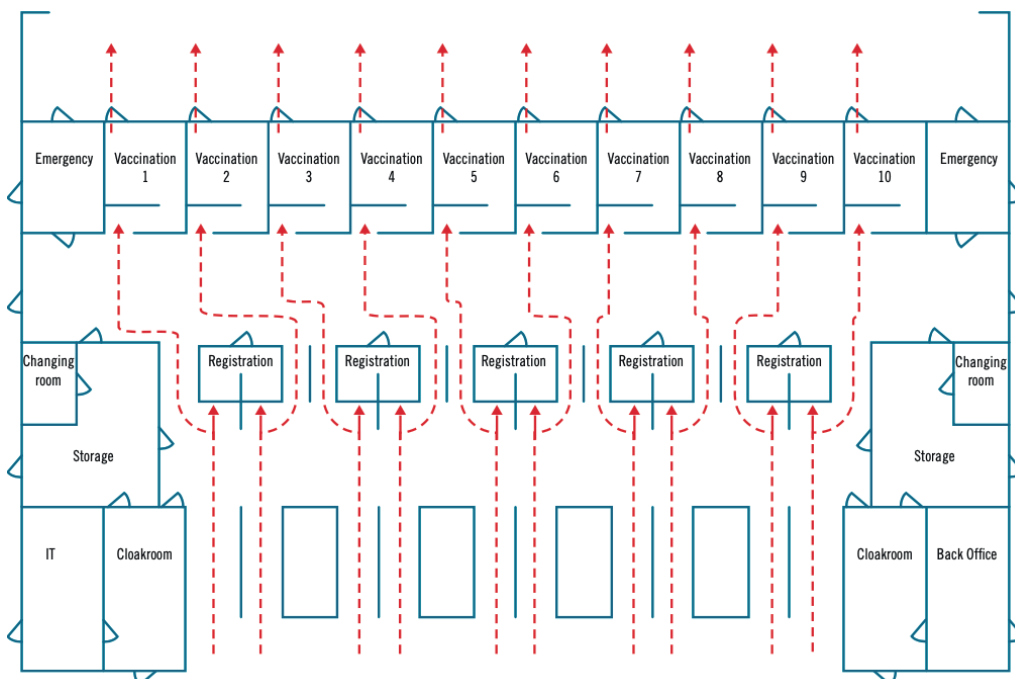 Emergency
Vaccination
1
Vaccination
2
Vaccination
3
Vaccination
4
Vaccination
5
Vaccination
6
Vaccination
7
Vaccination
8
Vaccination
9
Vaccination
10
Emergency
Changing
room
Registration
Registration
Registration
Registration
Registration
Changing
room
Storage
Storage
IT
Cloakroom
Cloakroom
Back Office